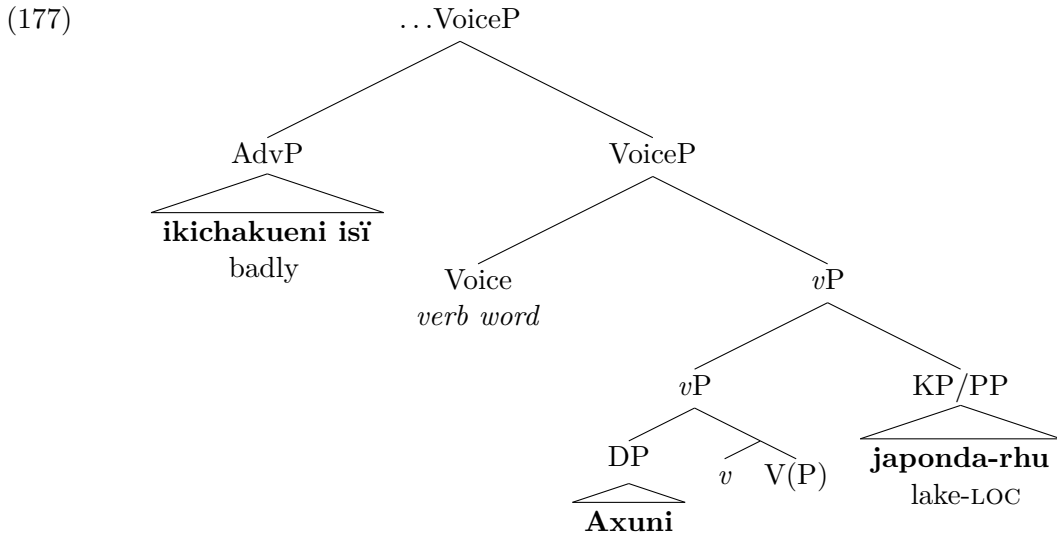 (177) …VoiceP
AdvP VoiceP
ikichakueni isï
badly
Voice vP
verb word
vP KP/PP
DP v V(P) japonda-rhu
lake-LOC
Axuni